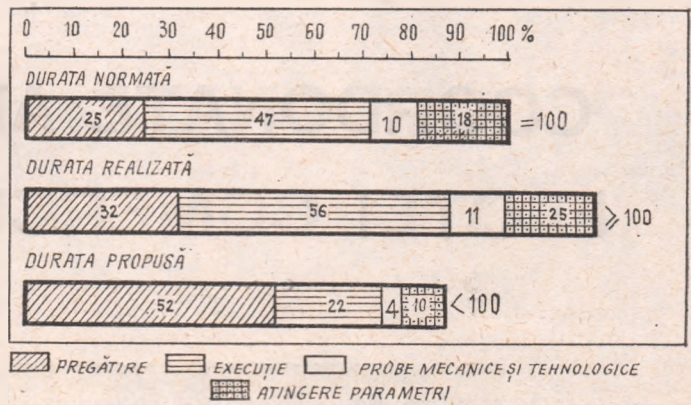 0 10 20 30 40 50 60 70 80 90 100 %
DURATA NORMATĂ
25 47 10 18 =100
DURATA REALIZATĂ
32 56 11 25 ⩾ 100
DURATA PROPUSĂ
52 22 4 10 <100
PREGĂTIRE EXECUȚIE PROBE MECANICE ȘI TEHNOLOGICE
ATINGERE PARAMETRI